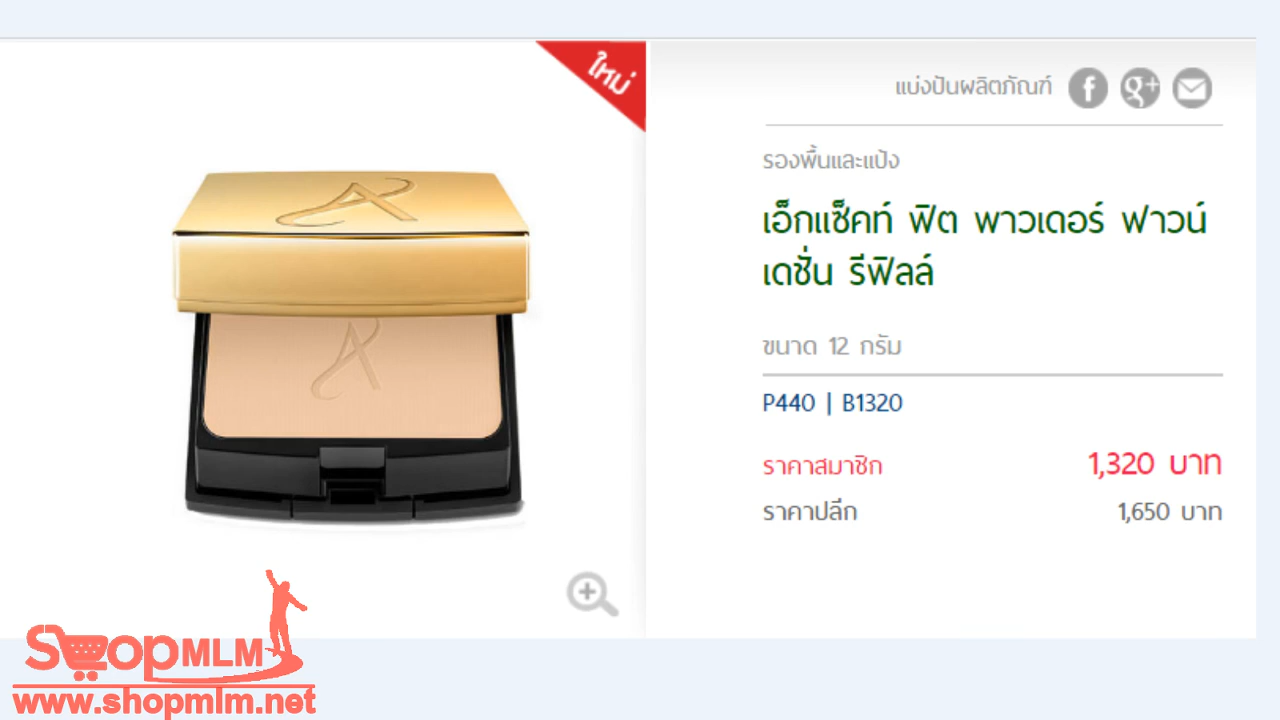 ใหม่
แบ่งปันผลิตภัณฑ์
รองพื้นและแป้ง
เอ็กแซ็คท์ ฟิต พาวเดอร์ ฟาวน์
เดชั่น รีฟิลล์
ขนาด 12 กรัม
P440 | B1320
ราคาสมาชิก 1,320 บาท
ราคาปลีก 1,650 บาท
ShopMLM
www.shopmlm.net